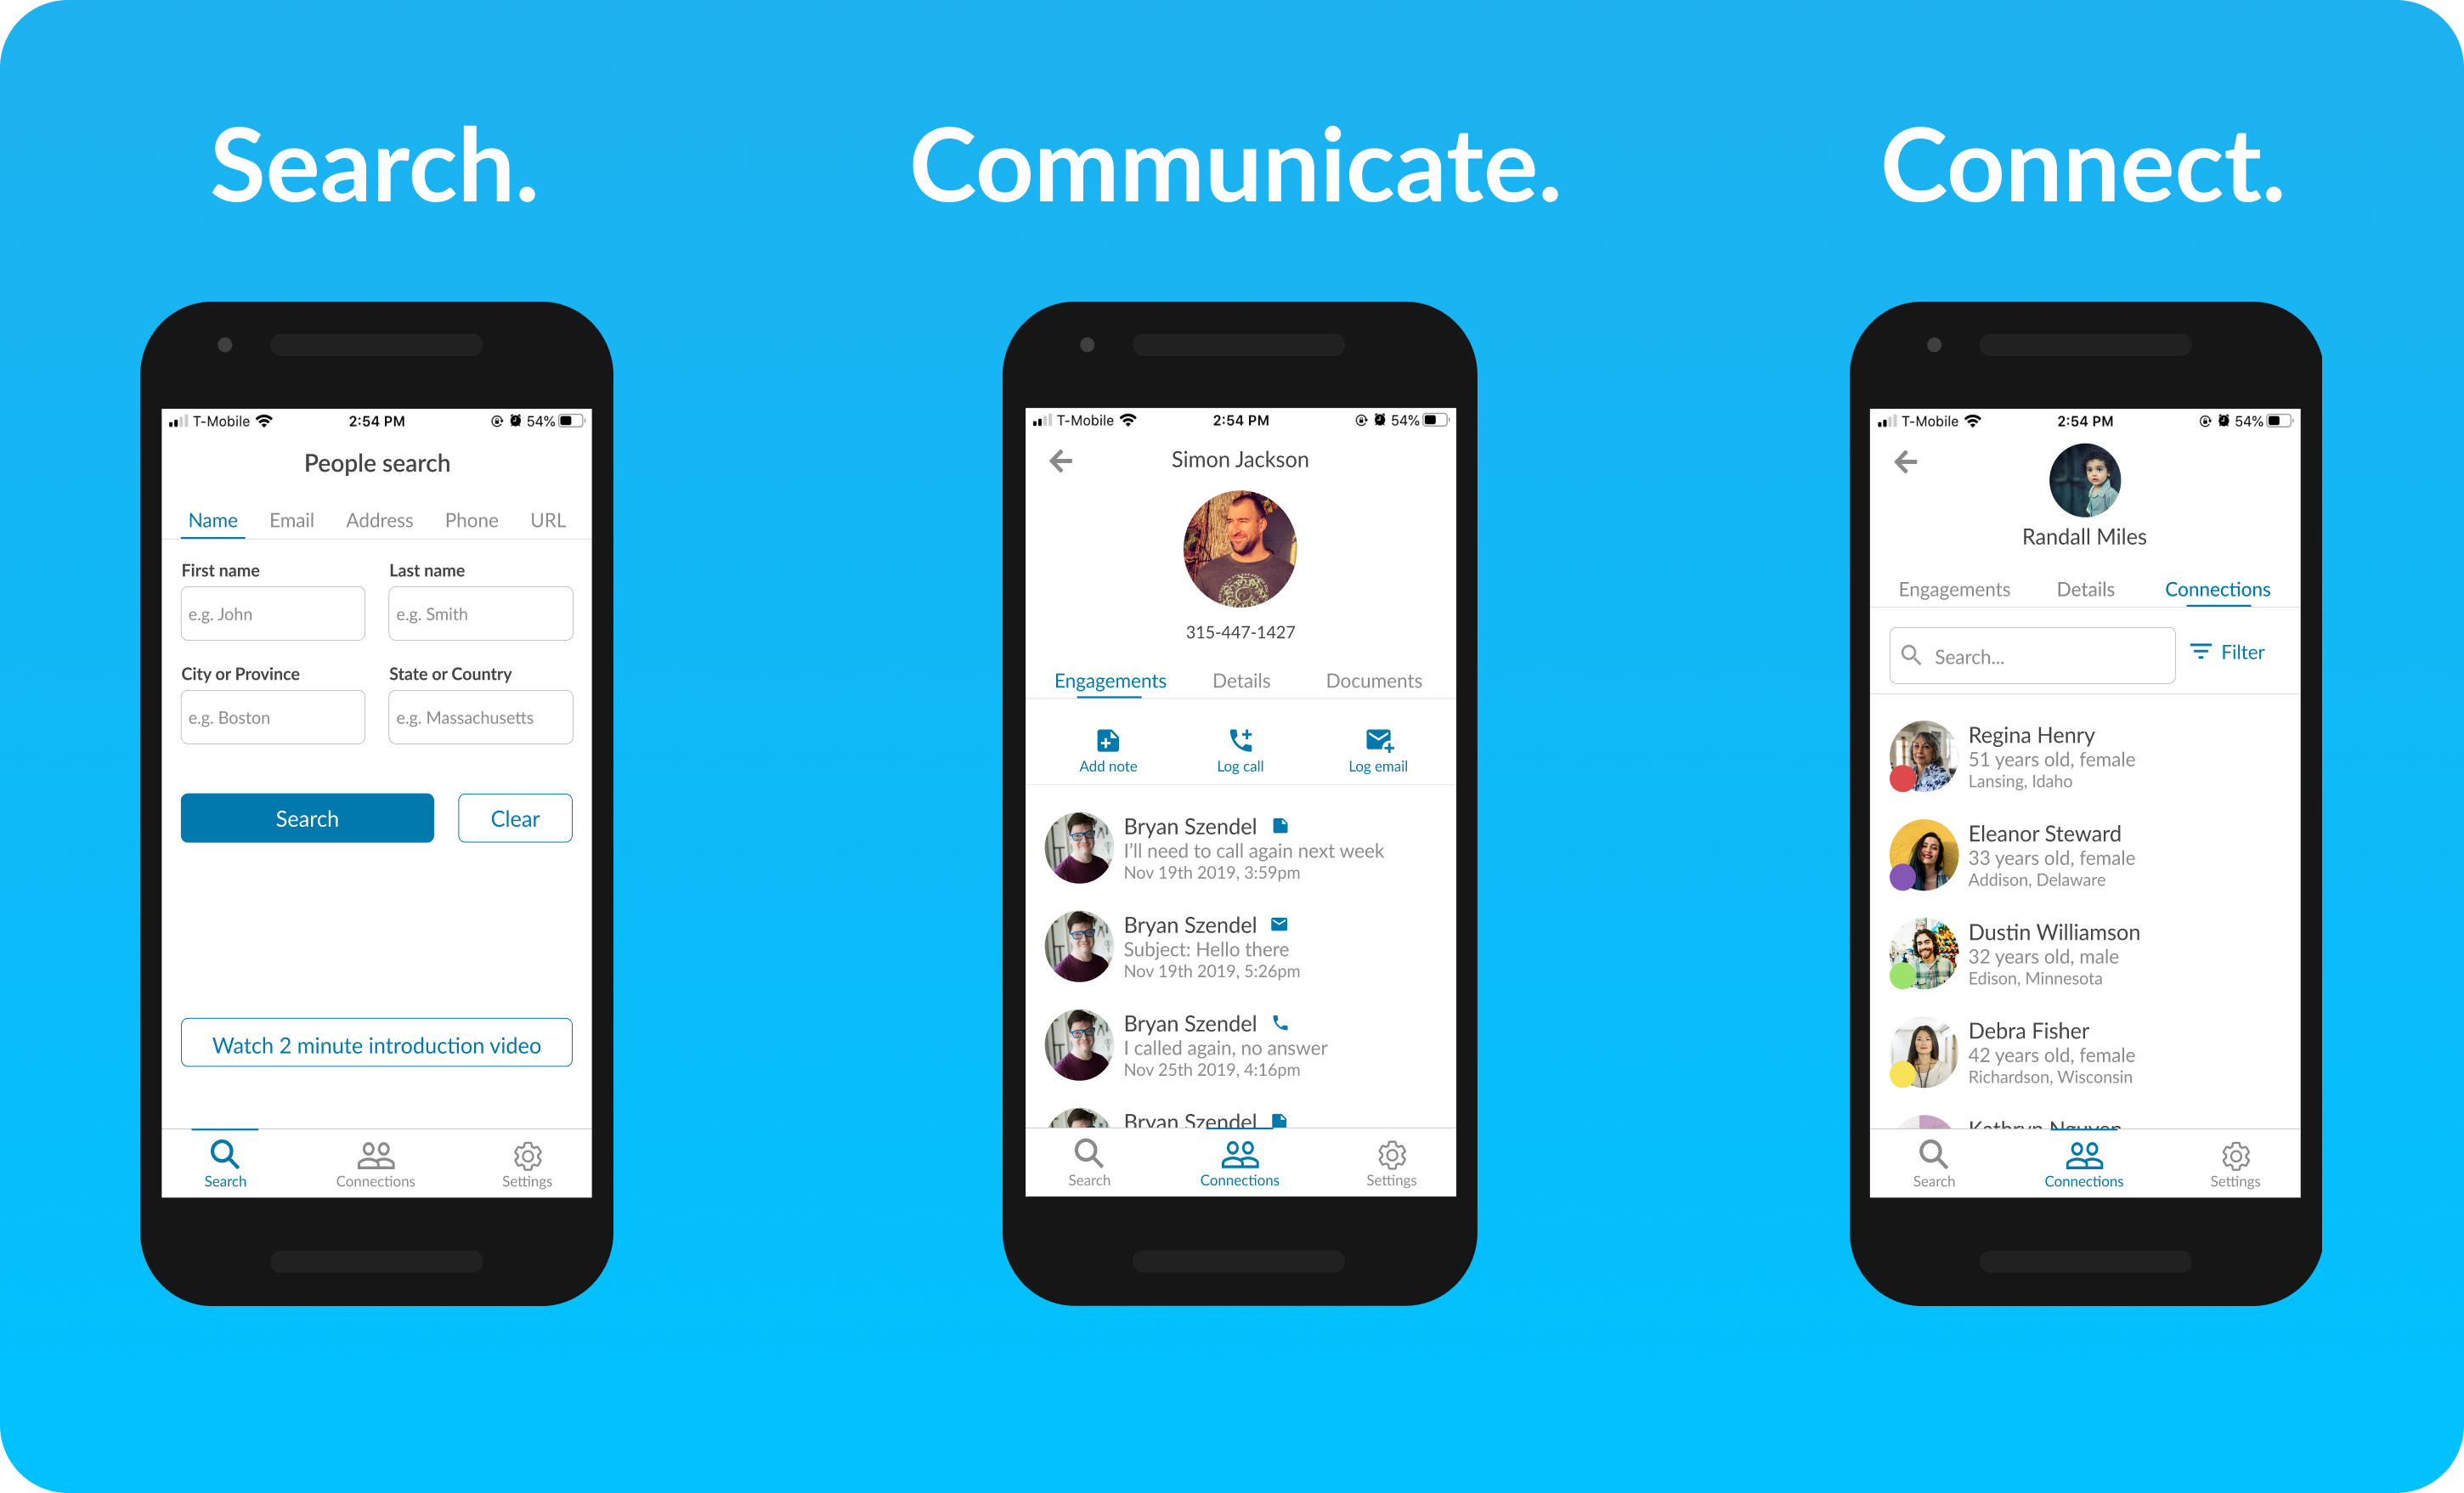 Search.
T-Mobile 2:54 PM 54%
People search
Name Email Address Phone URL
First name Last name
e.g. John e.g. Smith
City or Province State or Country
e.g. Boston e.g. Massachusetts
Search Clear
Watch 2 minute introduction video
Search Connections Settings
Communicate.
T-Mobile 2:54 PM 54%
Simon Jackson
315-447-1427
Engagements Details Documents
Add note Log call Log email
Bryan Szendel
I'll need to call again next week
Nov 19th 2019, 3:59pm
Bryan Szendel
Subject: Hello there
Nov 19th 2019, 5:26pm
Bryan Szendel
I called again, no answer
Nov 25th 2019, 4:16pm
Bryan Szendel
Search Connections Settings
Connect.
T-Mobile 2:54 PM 54%
Randall Miles
Engagements Details Connections
Search... Filter
Regina Henry
51 years old, female
Lansing, Idaho
Eleanor Steward
33 years old, female
Addison, Delaware
Dustin Williamson
32 years old, male
Edison, Minnesota
Debra Fisher
42 years old, female
Richardson, Wisconsin
Kathryn Nguyen
Search Connections Settings